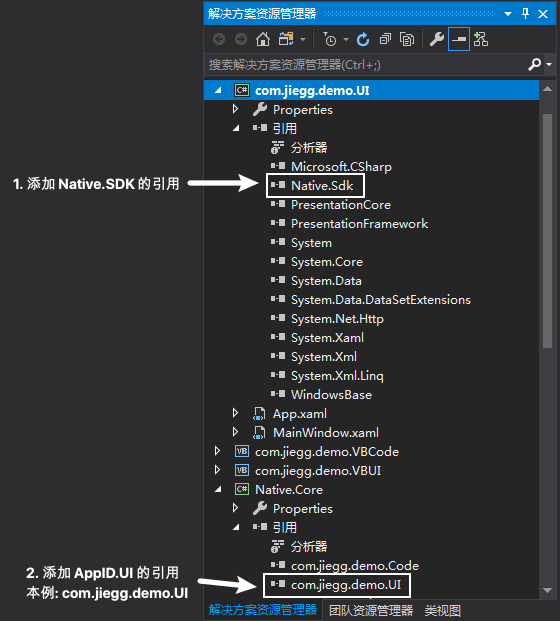 解决方案资源管理器
搜索解决方案资源管理器(Ctrl+;)
C# com.jiegg.demo.UI
Properties
引用
分析器
Microsoft.CSharp
1. 添加 Native.SDK 的引用
Native.Sdk
PresentationCore
PresentationFramework
System
System.Core
System.Data
System.Data.DataSetExtensions
System.Net.Http
System.Xaml
System.Xml
System.Xml.Linq
WindowsBase
App.xaml
MainWindow.xaml
VB com.jiegg.demo.VBCode
VB com.jiegg.demo.VBUI
C# Native.Core
Properties
引用
分析器
com.jiegg.demo.Code
2. 添加 AppID.UI 的引用
本例: com.jiegg.demo.UI
com.jiegg.demo.UI
解决方案资源管理器 团队资源管理器 类视图